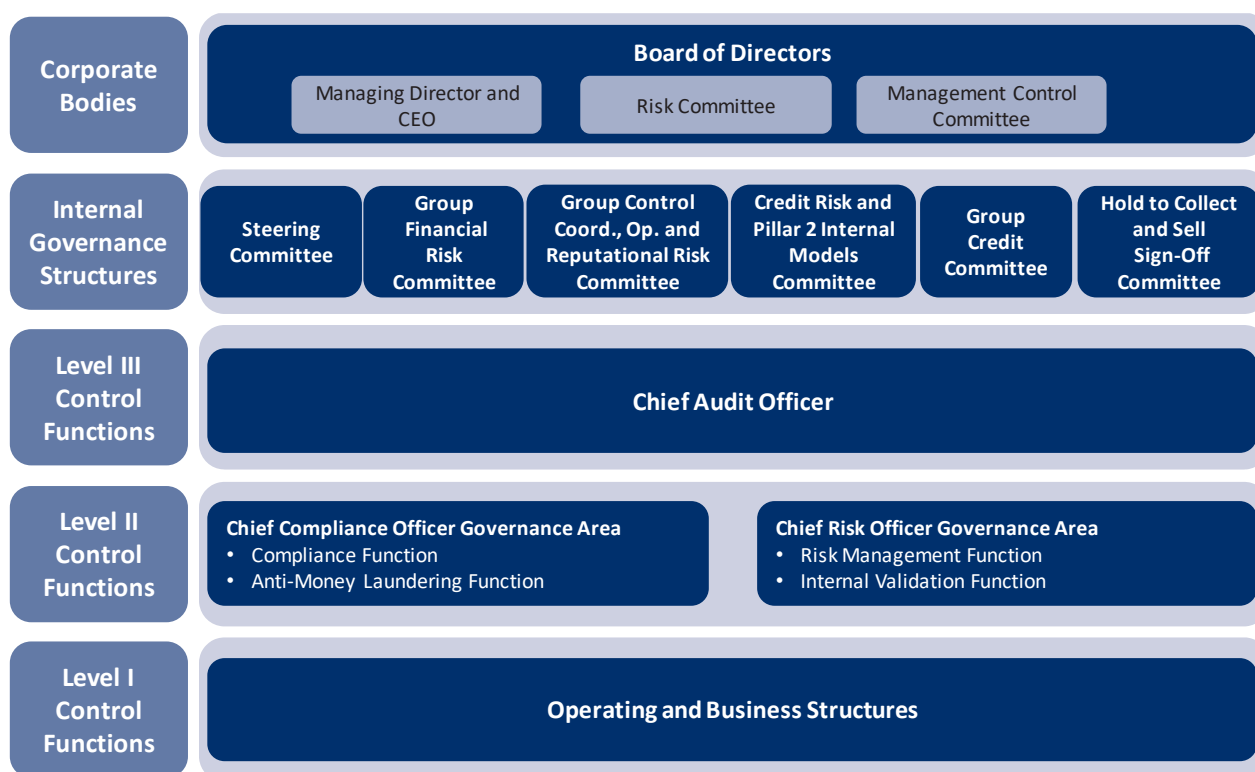 Corporate
Bodies
Board of Directors
Managing Director and
CEO
Risk Committee
Management Control
Committee
Internal
Governance
Structures
Steering
Committee
Group
Financial
Risk
Committee
Group Control
Coord., Op. and
Reputational Risk
Committee
Credit Risk and
Pillar 2 Internal
Models
Committee
Group
Credit
Committee
Hold to Collect
and Sell
Sign-Off
Committee
Level III
Control
Functions
Chief Audit Officer
Level II
Control
Functions
Chief Compliance Officer Governance Area
• Compliance Function
• Anti-Money Laundering Function
Chief Risk Officer Governance Area
• Risk Management Function
• Internal Validation Function
Level I
Control
Functions
Operating and Business Structures